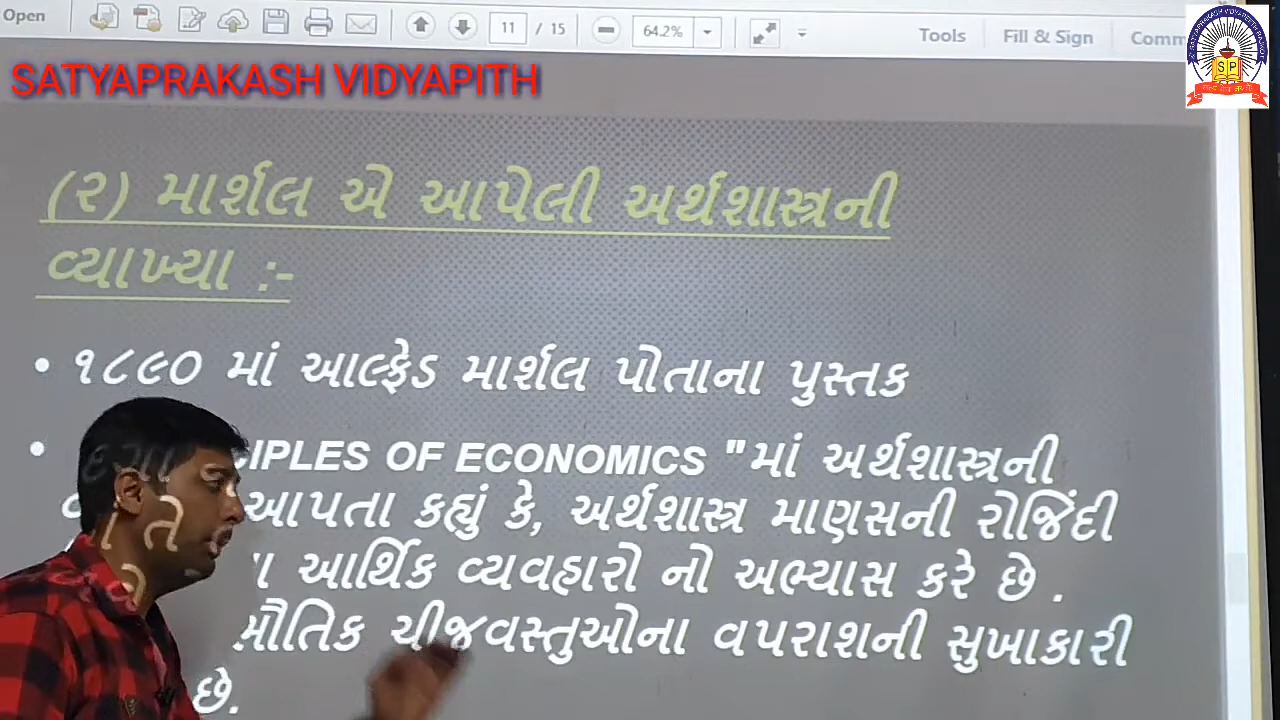 Open
11 / 15
64.2%
Tools
Fill & Sign
Comm
SATYAPRAKASH VIDYAPITH
SP
(૨) માર્શલ એ આપેલી અર્થશાસ્ત્રની
વ્યાખ્યા :-
• ૧૮૯૦ માં આલ્ફ્રેડ માર્શલ પોતાના પુસ્તક
• CIPLES OF ECONOMICS "માં અર્થશાસ્ત્રની
આપતા કહ્યું કે, અર્થશાસ્ત્ર માણસની રોજિંદી
આર્થિક વ્યવહારો નો અભ્યાસ કરે છે .
ભૌતિક ચીજવસ્તુઓના વપરાશની સુખાકારી
છે.